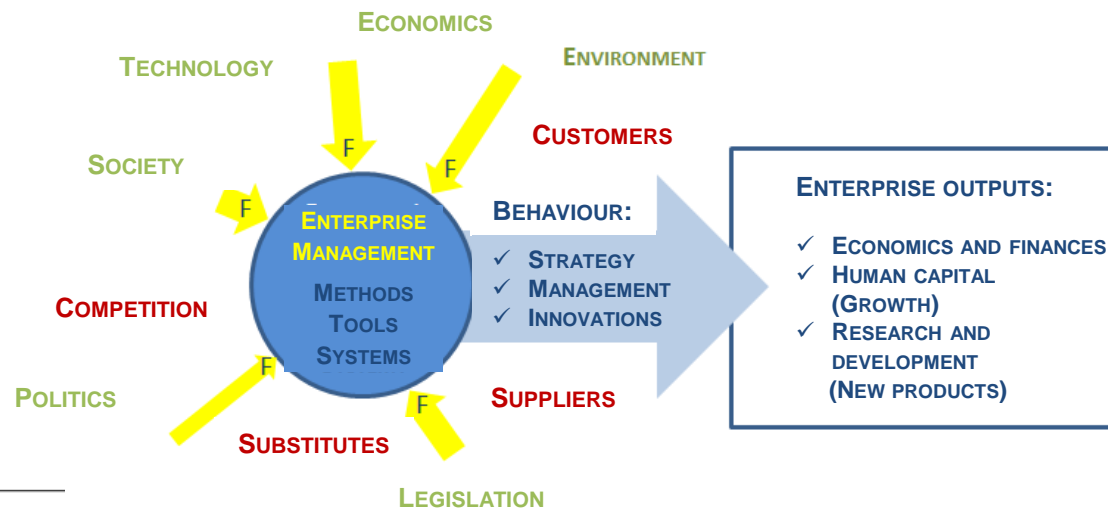 ECONOMICS
TECHNOLOGY
ENVIRONMENT
CUSTOMERS
F
F
SOCIETY
F
ENTERPRISE
MANAGEMENT
METHODS
TOOLS
SYSTEMS
BEHAVIOUR:
✓ STRATEGY
✓ MANAGEMENT
✓ INNOVATIONS
ENTERPRISE OUTPUTS:
✓ ECONOMICS AND FINANCES
✓ HUMAN CAPITAL
(GROWTH)
✓ RESEARCH AND
DEVELOPMENT
(NEW PRODUCTS)
COMPETITION
F
POLITICS
F
SUPPLIERS
SUBSTITUTES
LEGISLATION